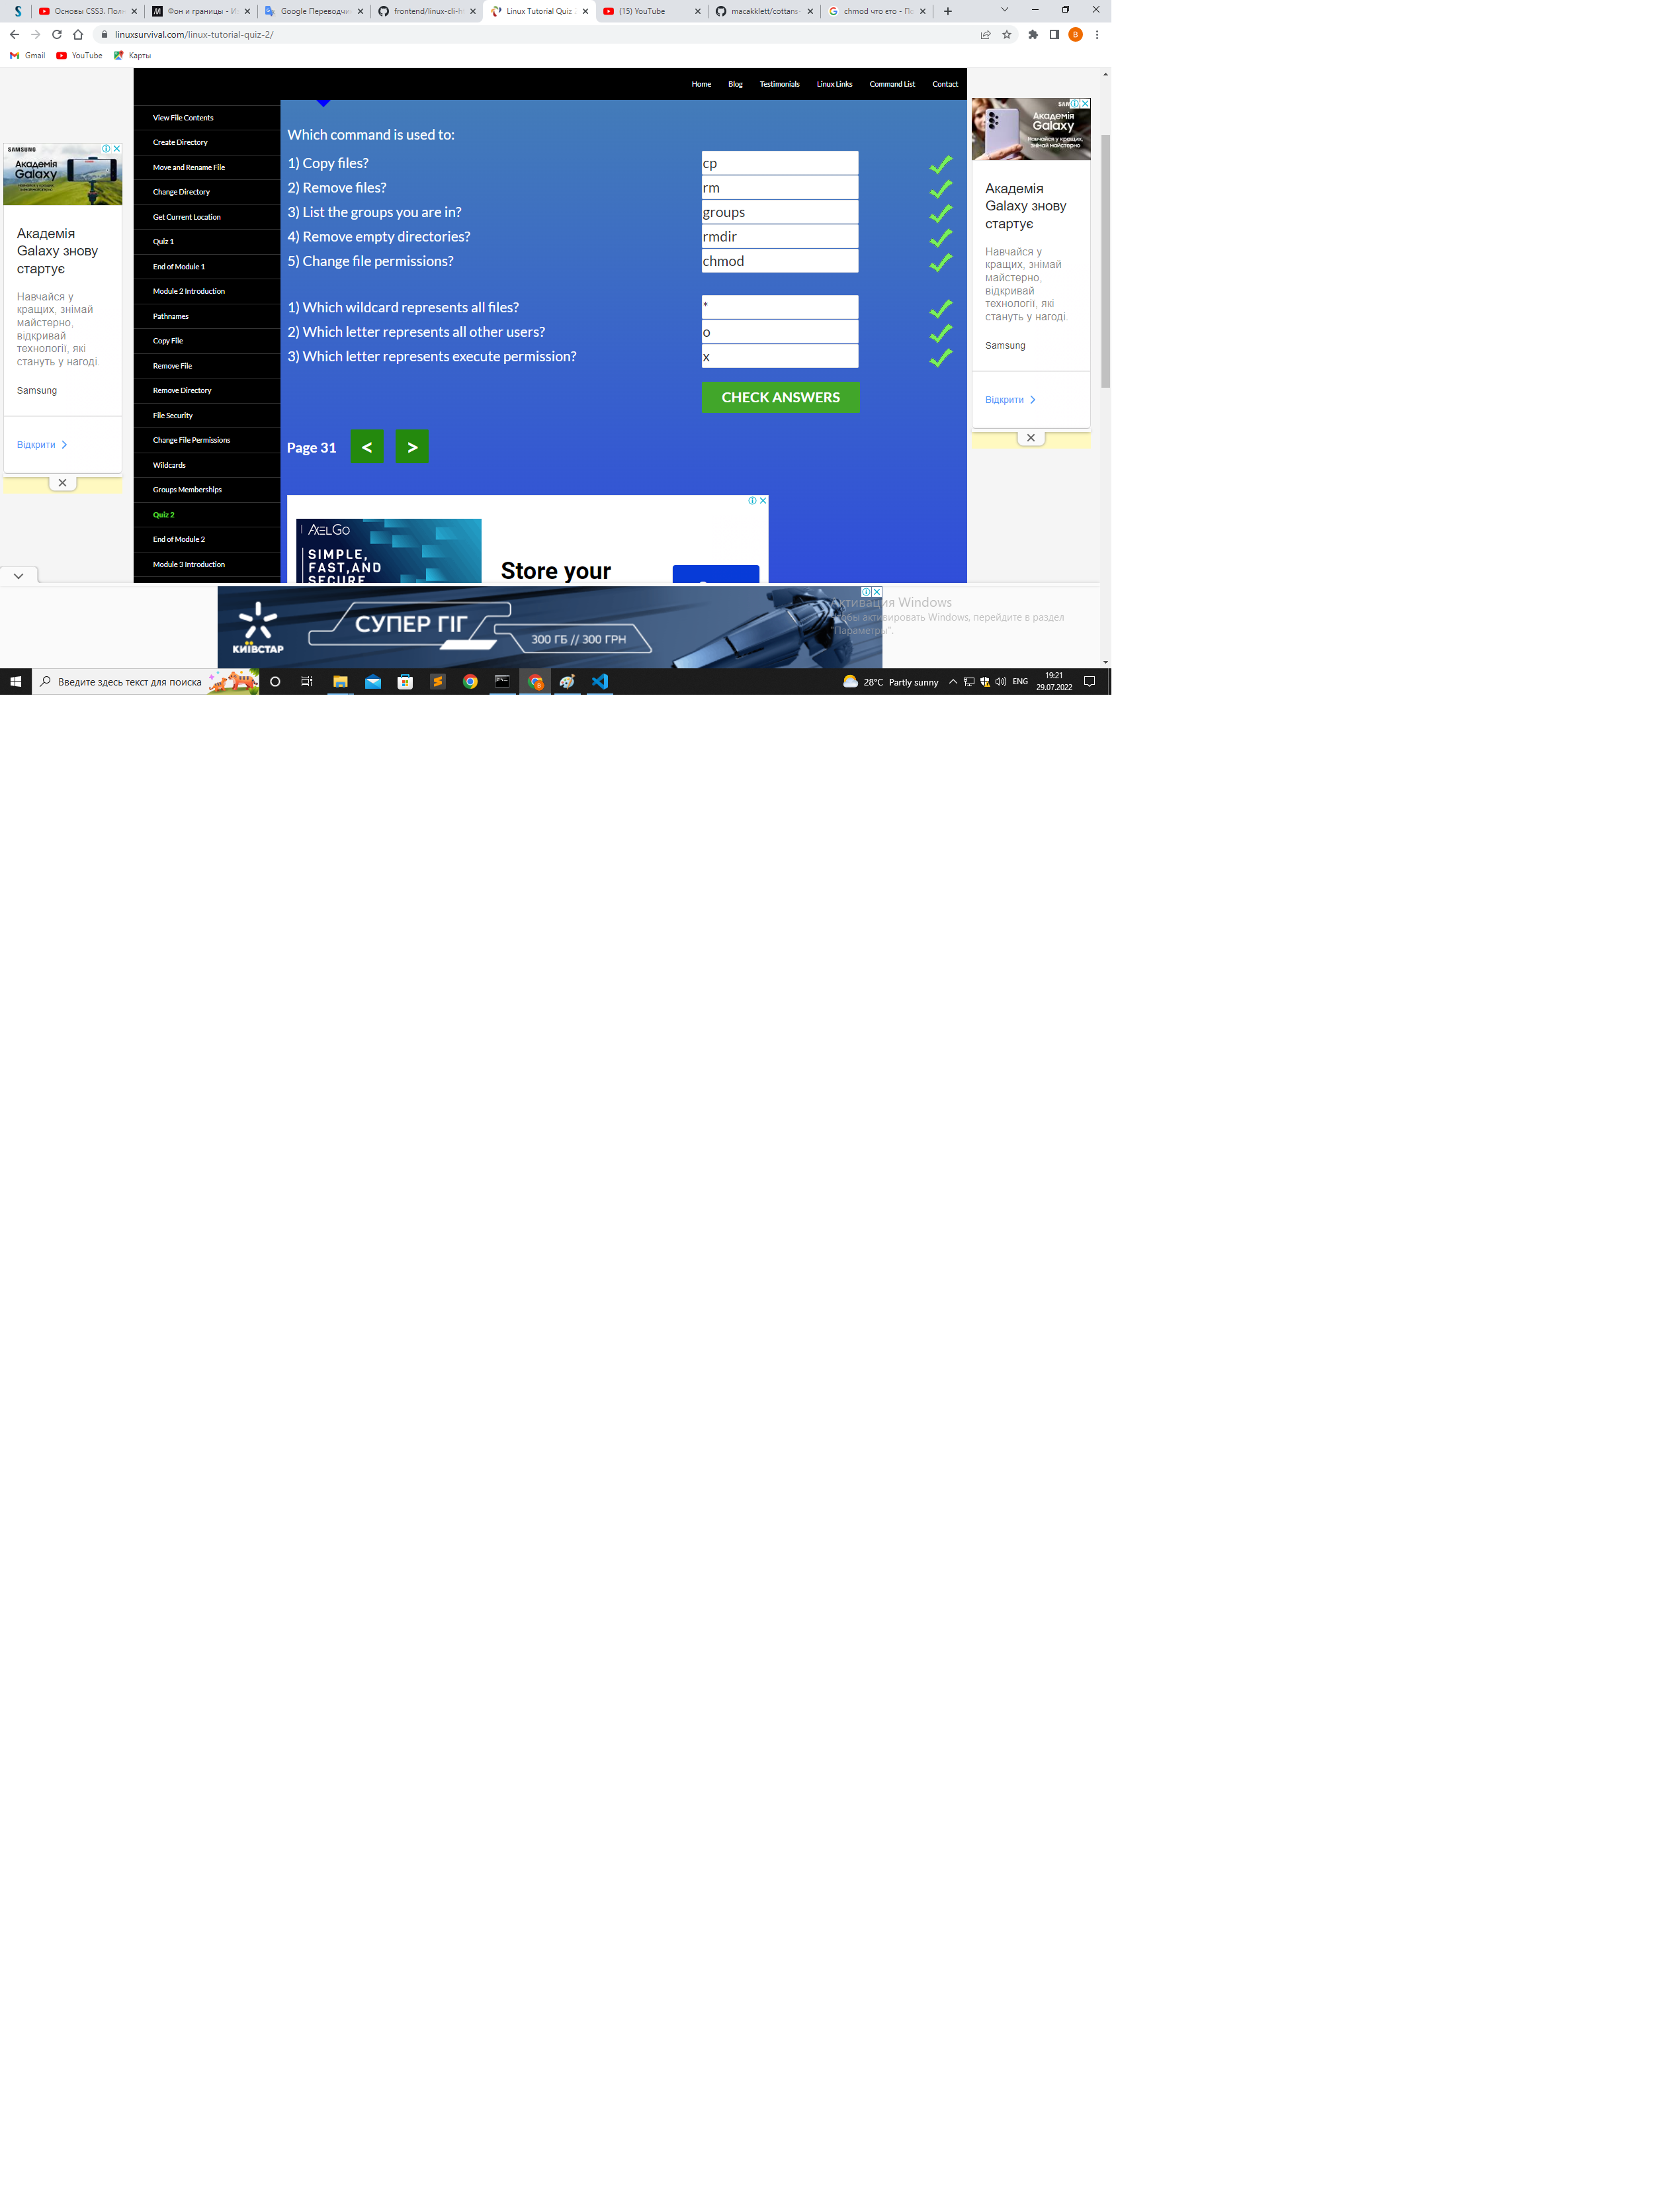 Основы CSS3. Пол
Фон и границы - И
Google Переводчи
frontend/linux-cli-h
Linux Tutorial Quiz
(15) YouTube
macakklett/cottans
chmod что ето - По
linuxsurvival.com/linux-tutorial-quiz-2/
B
Gmail
YouTube
Карты
Home
Blog
Testimonials
Linux Links
Command List
Contact
View File Contents
Create Directory
Move and Rename File
Change Directory
Get Current Location
Quiz 1
End of Module 1
Module 2 Introduction
Pathnames
Copy File
Remove File
Remove Directory
File Security
Change File Permissions
Wildcards
Groups Memberships
Quiz 2
End of Module 2
Module 3 Introduction
Which command is used to:
1) Copy files?
cp
2) Remove files?
rm
3) List the groups you are in?
groups
4) Remove empty directories?
rmdir
5) Change file permissions?
chmod
1) Which wildcard represents all files?
*
2) Which letter represents all other users?
o
3) Which letter represents execute permission?
x
CHECK ANSWERS
Page 31
<
>
SAMSUNG
Академія
Galaxy
Академія
Galaxy знову
стартує
Навчайся у
кращих, знімай
майстерно,
відкривай
технології, які
стануть у нагоді.
Samsung
Відкрити
Академія
Galaxy
Навчайся у кращих,
знімай майстерно
Академія
Galaxy знову
стартує
Навчайся у
кращих, знімай
майстерно,
відкривай
технології, які
стануть у нагоді.
Samsung
Відкрити
AXELGO
SIMPLE,
FAST,AND
SECURE
Store your
КИЇВСТАР
СУПЕР ГІГ
300 ГБ // 300 ГРН
Активация Windows
Чтобы активировать Windows, перейдите в раздел
"Параметры".
Введите здесь текст для поиска
28°C Partly sunny
ENG
19:21
29.07.2022